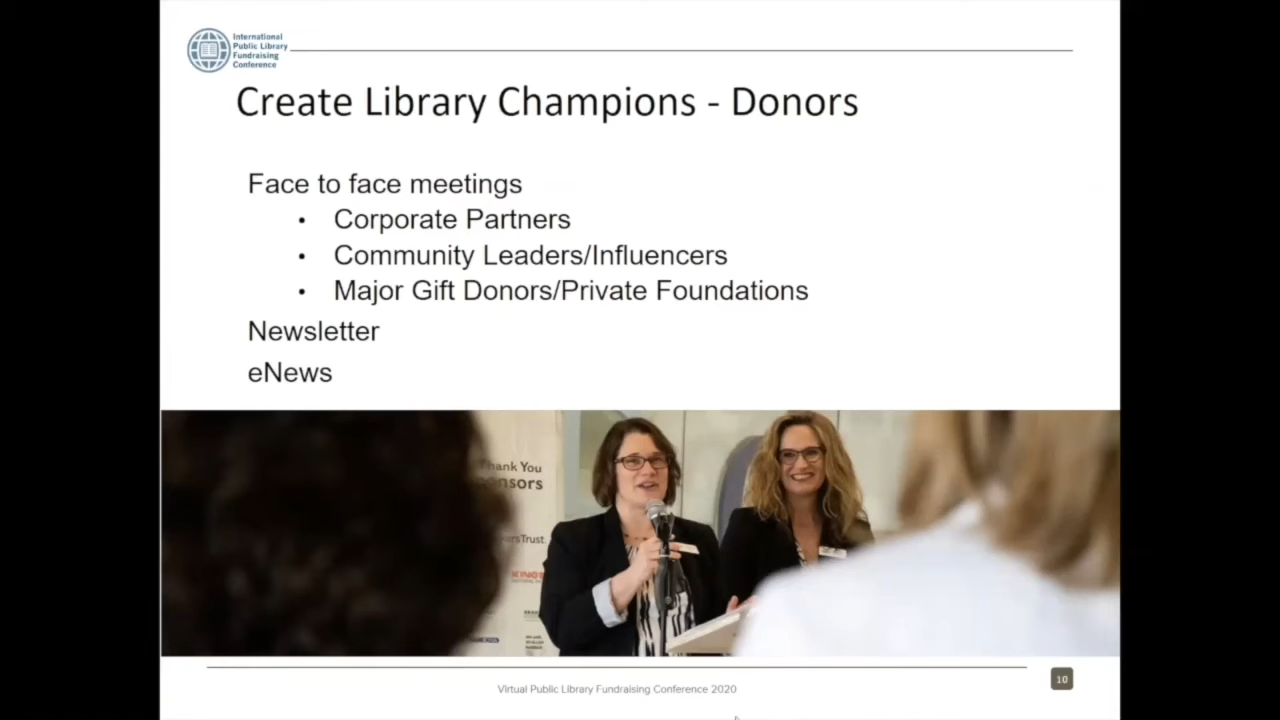 International
Public Library
Fundraising
Conference
Create Library Champions - Donors
Face to face meetings
• Corporate Partners
• Community Leaders/Influencers
• Major Gift Donors/Private Foundations
Newsletter
eNews
Thank You
Virtual Public Library Fundraising Conference 2020
10